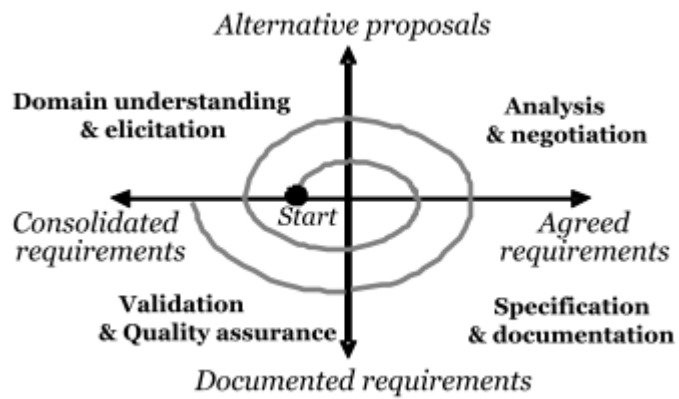 Alternative proposals
Domain understanding
& elicitation
Analysis
& negotiation
Start
Consolidated
requirements
Agreed
requirements
Validation
& Quality assurance
Specification
& documentation
Documented requirements